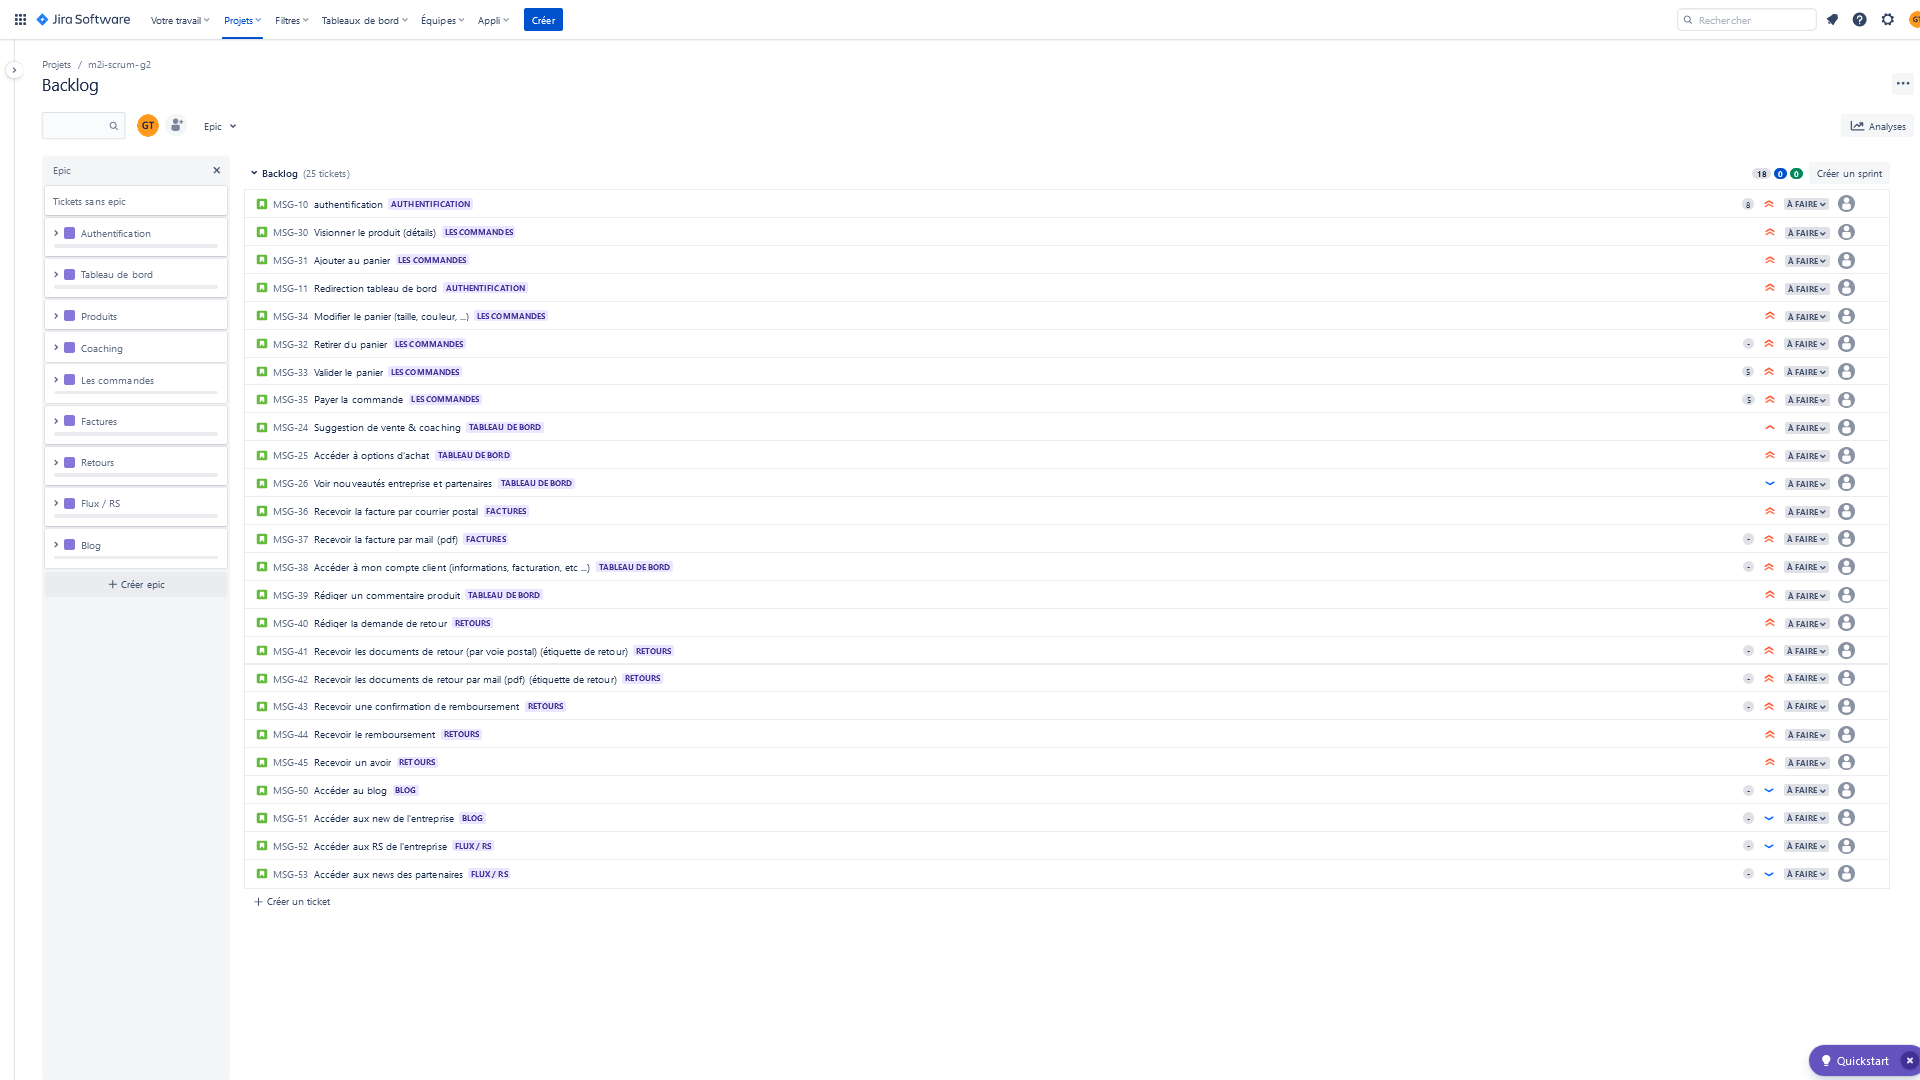 Jira Software Votre travail Projets Filtres Tableaux de bord Équipes Appli Créer Rechercher
Projets / m2i-scrum-g2
Backlog
GT Epic Analyses
Epic
Tickets sans epic
Authentification
Tableau de bord
Produits
Coaching
Les commandes
Factures
Retours
Flux / RS
Blog
+ Créer epic
Backlog (25 tickets) 18 0 0 Créer un sprint
MSG-10 authentification AUTHENTIFICATION 8 À FAIRE
MSG-30 Visionner le produit (détails) LES COMMANDES À FAIRE
MSG-31 Ajouter au panier LES COMMANDES À FAIRE
MSG-11 Redirection tableau de bord AUTHENTIFICATION À FAIRE
MSG-34 Modifier le panier (taille, couleur, ...) LES COMMANDES À FAIRE
MSG-32 Retirer du panier LES COMMANDES - À FAIRE
MSG-33 Valider le panier LES COMMANDES 5 À FAIRE
MSG-35 Payer la commande LES COMMANDES 5 À FAIRE
MSG-24 Suggestion de vente & coaching TABLEAU DE BORD À FAIRE
MSG-25 Accéder à options d'achat TABLEAU DE BORD À FAIRE
MSG-26 Voir nouveautés entreprise et partenaires TABLEAU DE BORD À FAIRE
MSG-36 Recevoir la facture par courrier postal FACTURES À FAIRE
MSG-37 Recevoir la facture par mail (pdf) FACTURES - À FAIRE
MSG-38 Accéder à mon compte client (informations, facturation, etc ...) TABLEAU DE BORD - À FAIRE
MSG-39 Rédiger un commentaire produit TABLEAU DE BORD À FAIRE
MSG-40 Rédiger la demande de retour RETOURS À FAIRE
MSG-41 Recevoir les documents de retour (par voie postal) (étiquette de retour) RETOURS - À FAIRE
MSG-42 Recevoir les documents de retour par mail (pdf) (étiquette de retour) RETOURS - À FAIRE
MSG-43 Recevoir une confirmation de remboursement RETOURS - À FAIRE
MSG-44 Recevoir le remboursement RETOURS À FAIRE
MSG-45 Recevoir un avoir RETOURS À FAIRE
MSG-50 Accéder au blog BLOG - À FAIRE
MSG-51 Accéder aux new de l'entreprise BLOG - À FAIRE
MSG-52 Accéder aux RS de l'entreprise FLUX / RS - À FAIRE
MSG-53 Accéder aux news des partenaires FLUX / RS - À FAIRE
+ Créer un ticket
Quickstart